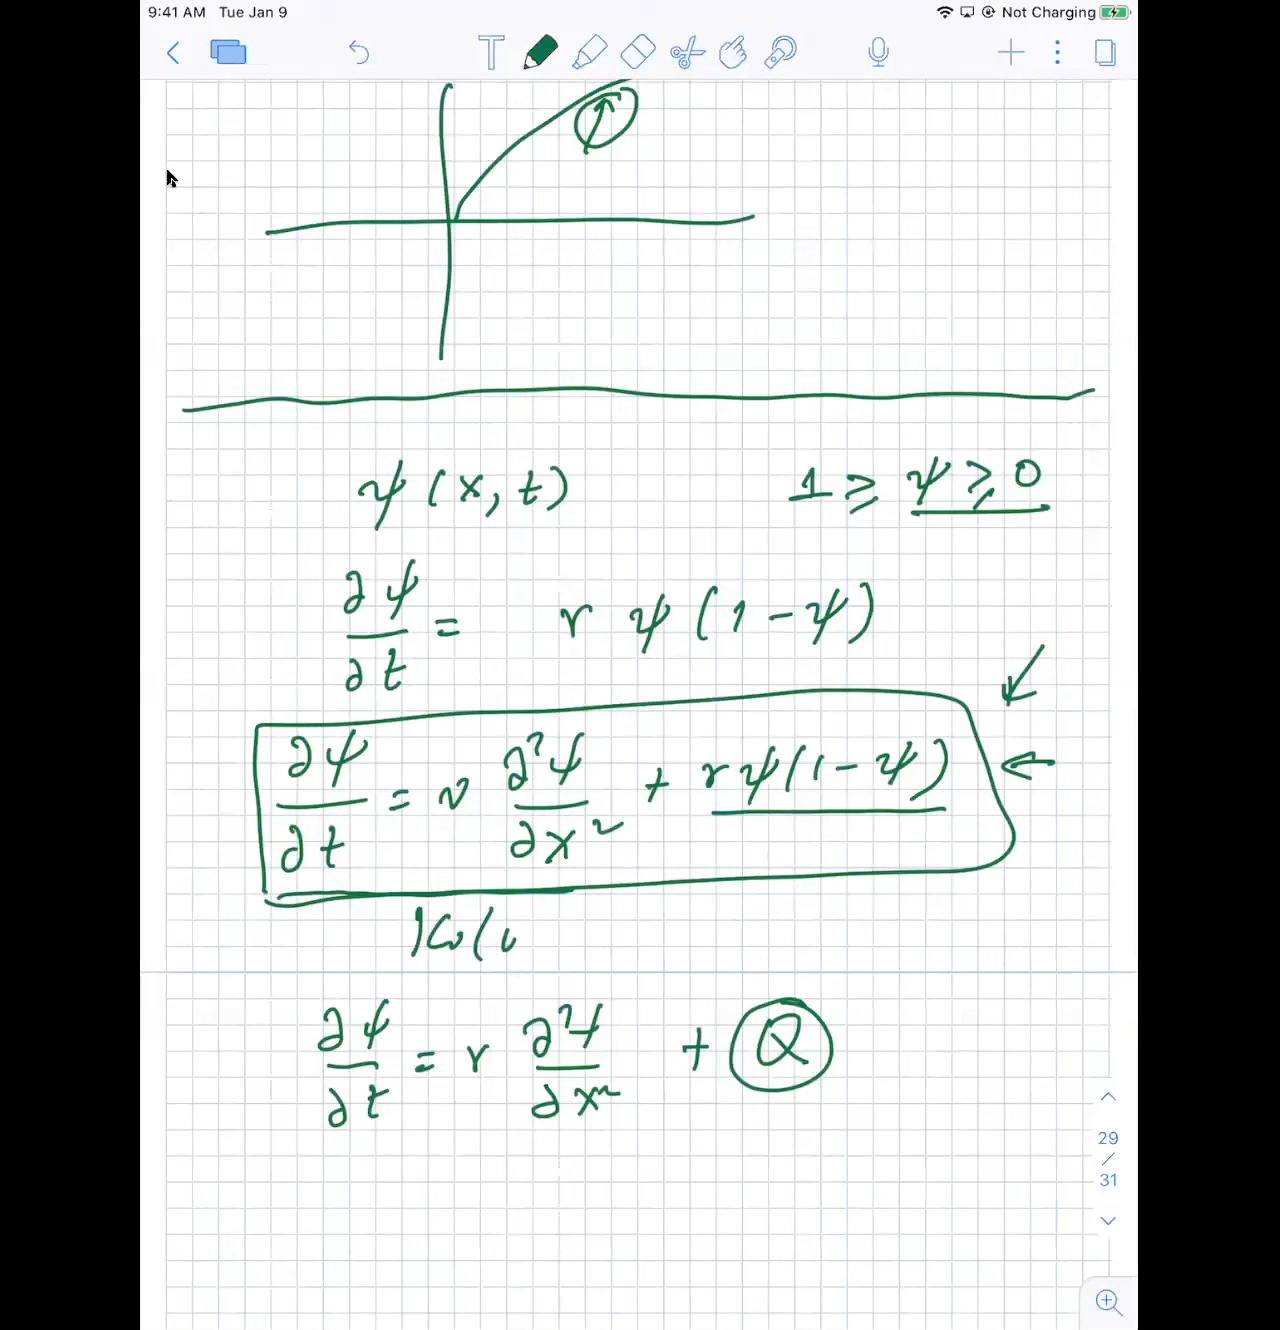 9:41 AM Tue Jan 9 Not Charging
ψ (x, t) 1 ≥ ψ ≥ 0
∂ψ/∂t = r ψ (1 - ψ)
∂ψ/∂t = ν ∂²ψ/∂x² + rψ(1 - ψ)
∂ψ/∂t = r ∂²ψ/∂x² + Q
29
/
31